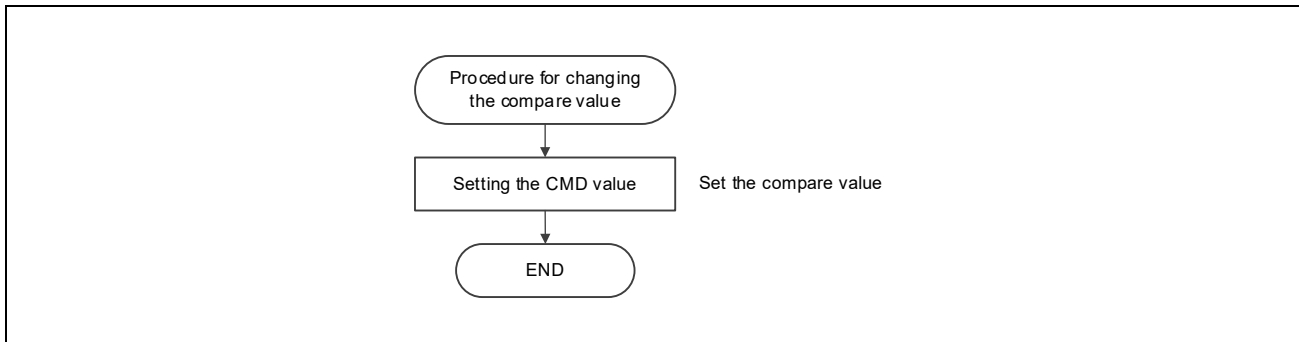 Procedure for changing
the compare value
Setting the CMD value
Set the compare value
END